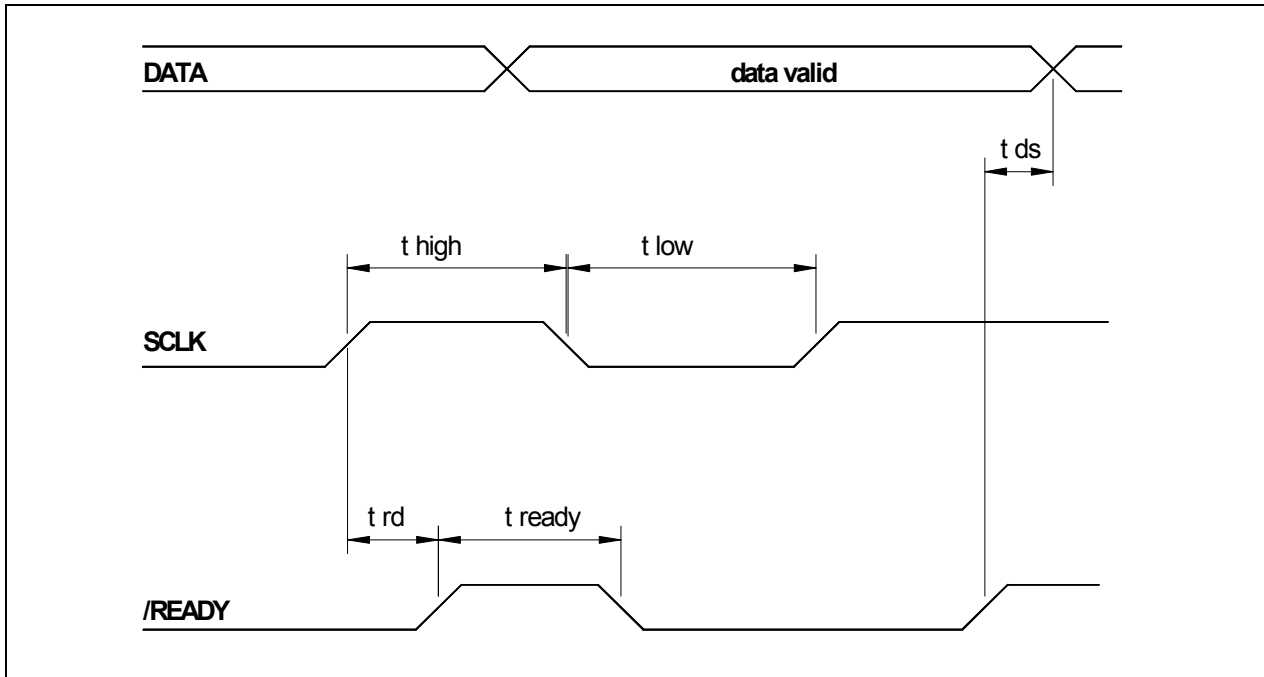 DATA
data valid
t ds
t high
t low
SCLK
t rd
t ready
/READY